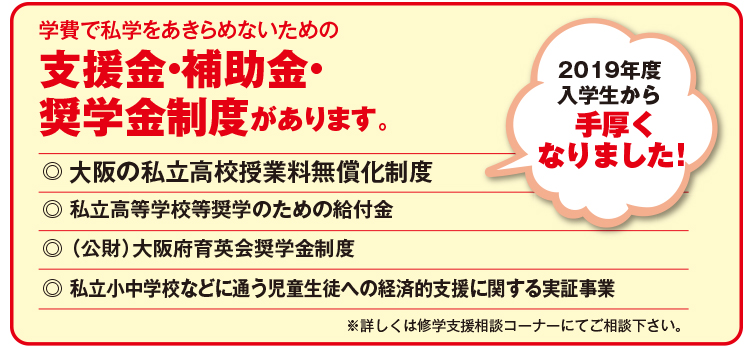 学費で私学をあきらめないための
支援金・補助金・
奨学金制度があります。
2019年度
入学生から
手厚く
なりました!
◎ 大阪の私立高校授業料無償化制度
◎ 私立高等学校等奨学のための給付金
◎ (公財)大阪府育英会奨学金制度
◎ 私立小中学校などに通う児童生徒への経済的支援に関する実証事業
※詳しくは修学支援相談コーナーにてご相談下さい。